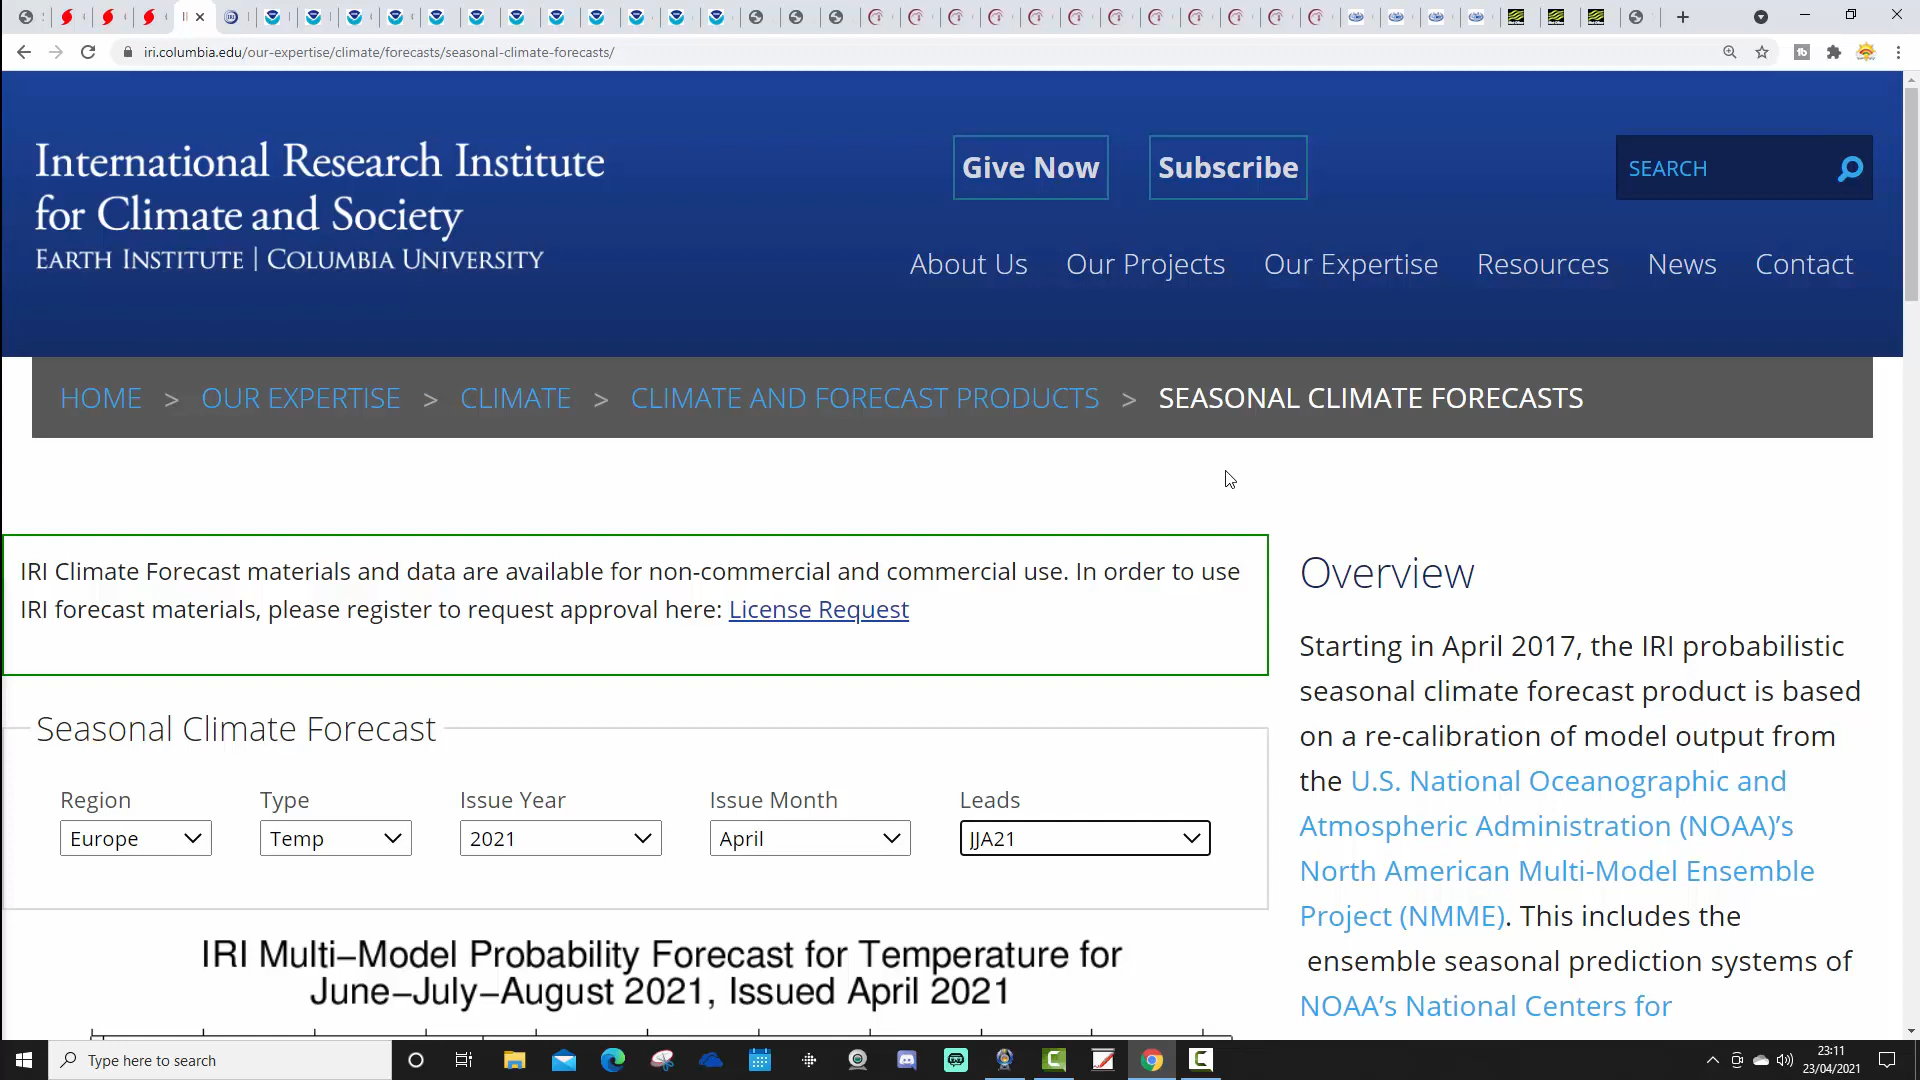 iri.columbia.edu/our-expertise/climate/forecasts/seasonal-climate-forecasts/
International Research Institute
for Climate and Society
EARTH INSTITUTE | COLUMBIA UNIVERSITY
Give Now
Subscribe
SEARCH
About Us
Our Projects
Our Expertise
Resources
News
Contact
HOME > OUR EXPERTISE > CLIMATE > CLIMATE AND FORECAST PRODUCTS > SEASONAL CLIMATE FORECASTS
IRI Climate Forecast materials and data are available for non-commercial and commercial use. In order to use
IRI forecast materials, please register to request approval here: License Request
Seasonal Climate Forecast
Region
Type
Issue Year
Issue Month
Leads
Europe
Temp
2021
April
JJA21
IRI Multi-Model Probability Forecast for Temperature for
June-July-August 2021, Issued April 2021
Overview
Starting in April 2017, the IRI probabilistic
seasonal climate forecast product is based
on a re-calibration of model output from
the U.S. National Oceanographic and
Atmospheric Administration (NOAA)'s
North American Multi-Model Ensemble
Project (NMME). This includes the
ensemble seasonal prediction systems of
NOAA's National Centers for
Type here to search
23:11
23/04/2021